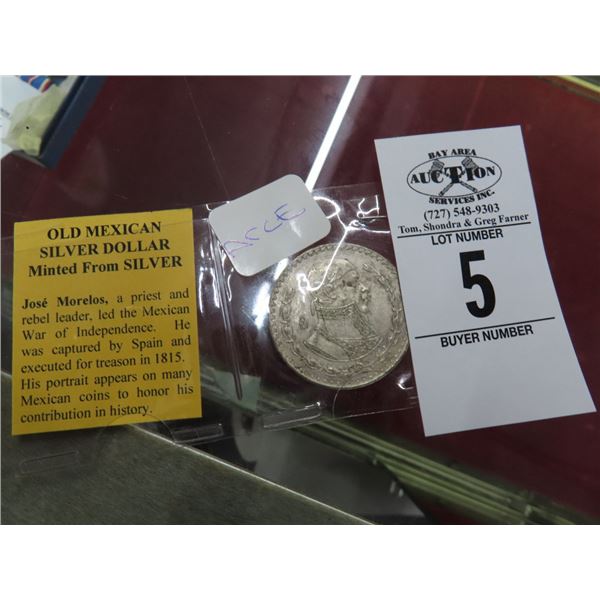 OLD MEXICAN
SILVER DOLLAR
Minted From SILVER
José Morelos, a priest and
rebel leader, led the Mexican
War of Independence. He
was captured by Spain and
executed for treason in 1815.
His portrait appears on many
Mexican coins to honor his
contribution in history.
BAY AREA
AUCTION
SERVICES INC.
(727) 548-9303
Tom, Shondra & Greg Farner
LOT NUMBER
5
BUYER NUMBER